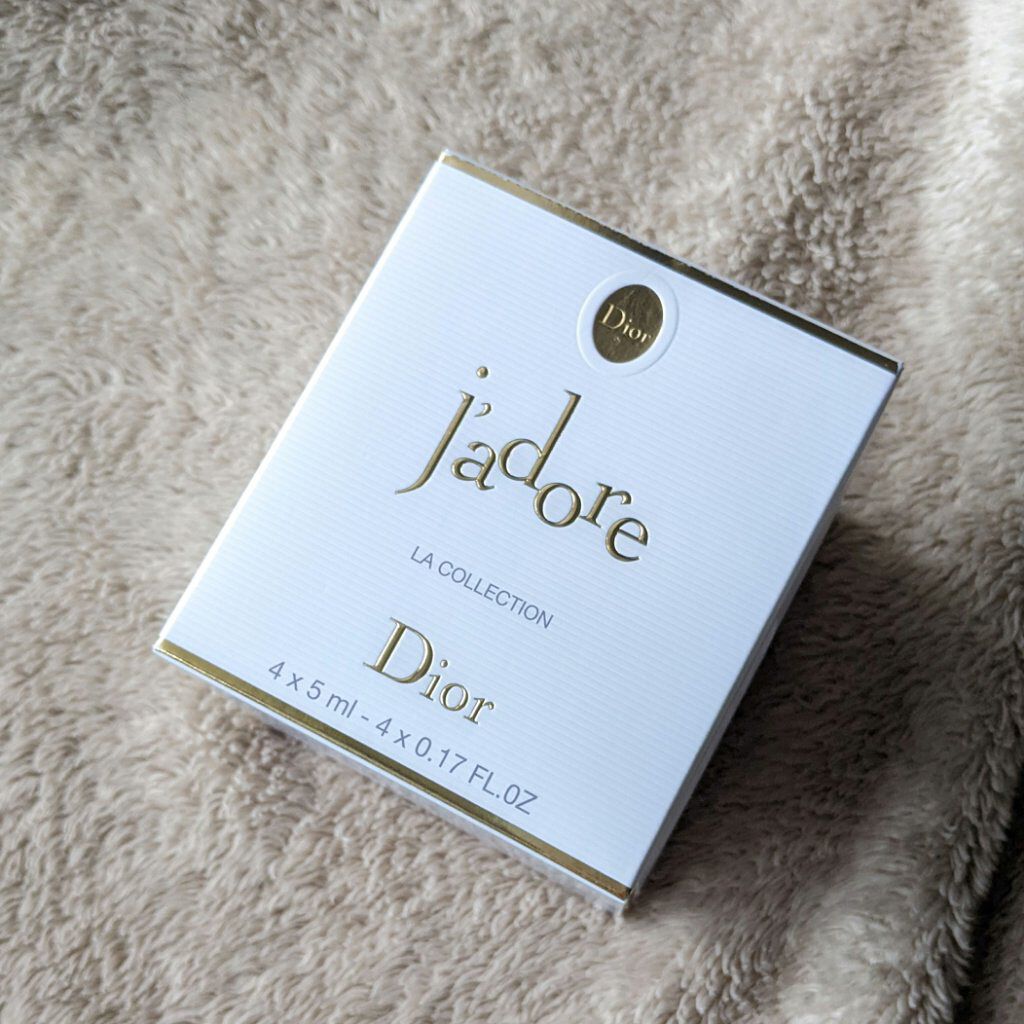 Dior
j'adore
LA COLLECTION
Dior
4 x 5 ml - 4 x 0.17 FL.OZ